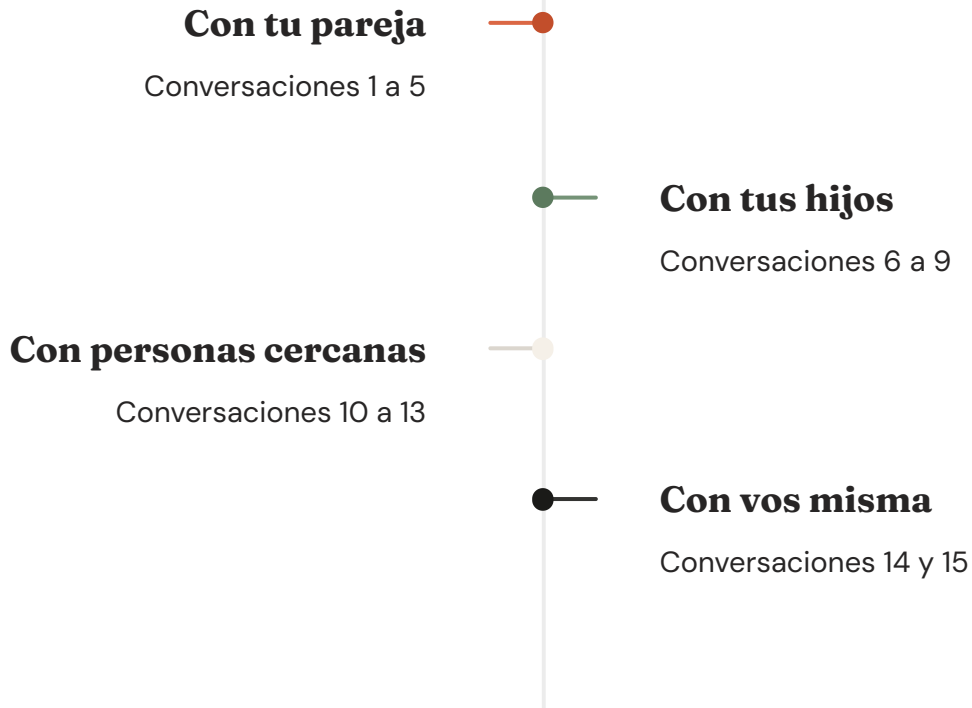 Con tu pareja
Conversaciones 1 a 5
Con tus hijos
Conversaciones 6 a 9
Con personas cercanas
Conversaciones 10 a 13
Con vos misma
Conversaciones 14 y 15